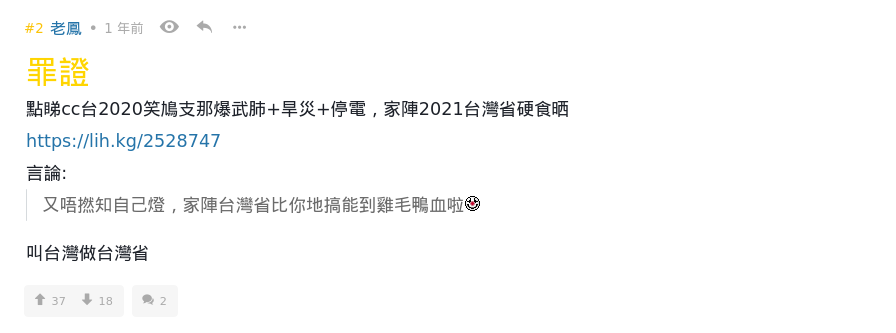 #2 老鳳 • 1 年前
罪證
點睇cc台2020笑鳩支那爆武肺+旱災+停電，家陣2021台灣省硬食晒
https://lih.kg/2528747
言論:
又唔撚知自己燈，家陣台灣省比你地搞能到雞毛鴨血啦
叫台灣做台灣省
37 18 2